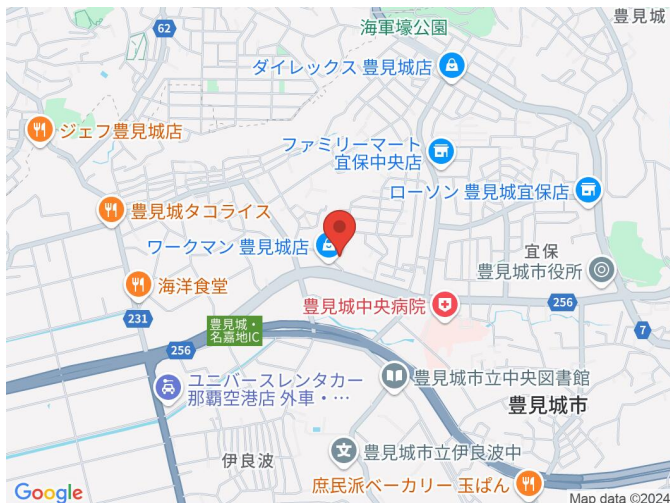 豊見城
海軍壕公園
62
ダイレックス 豊見城店
ジェフ豊見城店
ファミリーマート
宜保中央店
ローソン 豊見城宜保店
豊見城タコライス
ワークマン 豊見城店
宜保
豊見城市役所
海洋食堂
豊見城中央病院
256
231
豊見城・
名嘉地IC
7
256
ユニバースレンタカー
那覇空港店 外車・…
豊見城市立中央図書館
豊見城市
豊見城市立伊良波中
伊良波
庶民派ベーカリー 玉ぱん
Google
Map data ©2024